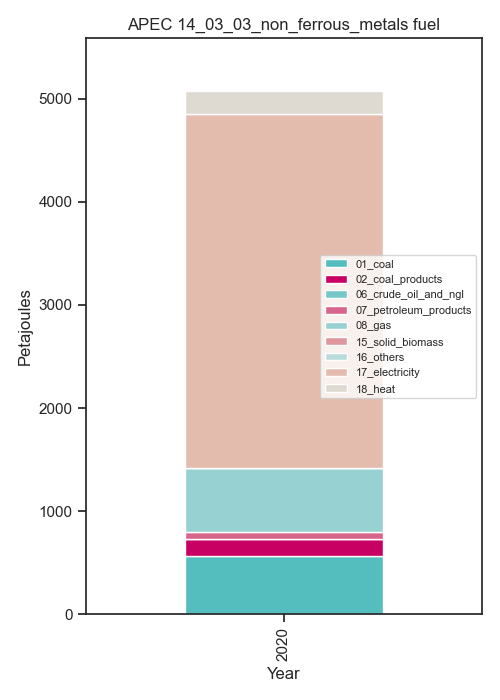 APEC 14_03_03_non_ferrous_metals fuel
5000
4000
3000
2000
1000
0
Petajoules
01_coal
02_coal_products
06_crude_oil_and_ngl
07_petroleum_products
08_gas
15_solid_biomass
16_others
17_electricity
18_heat
2020
Year